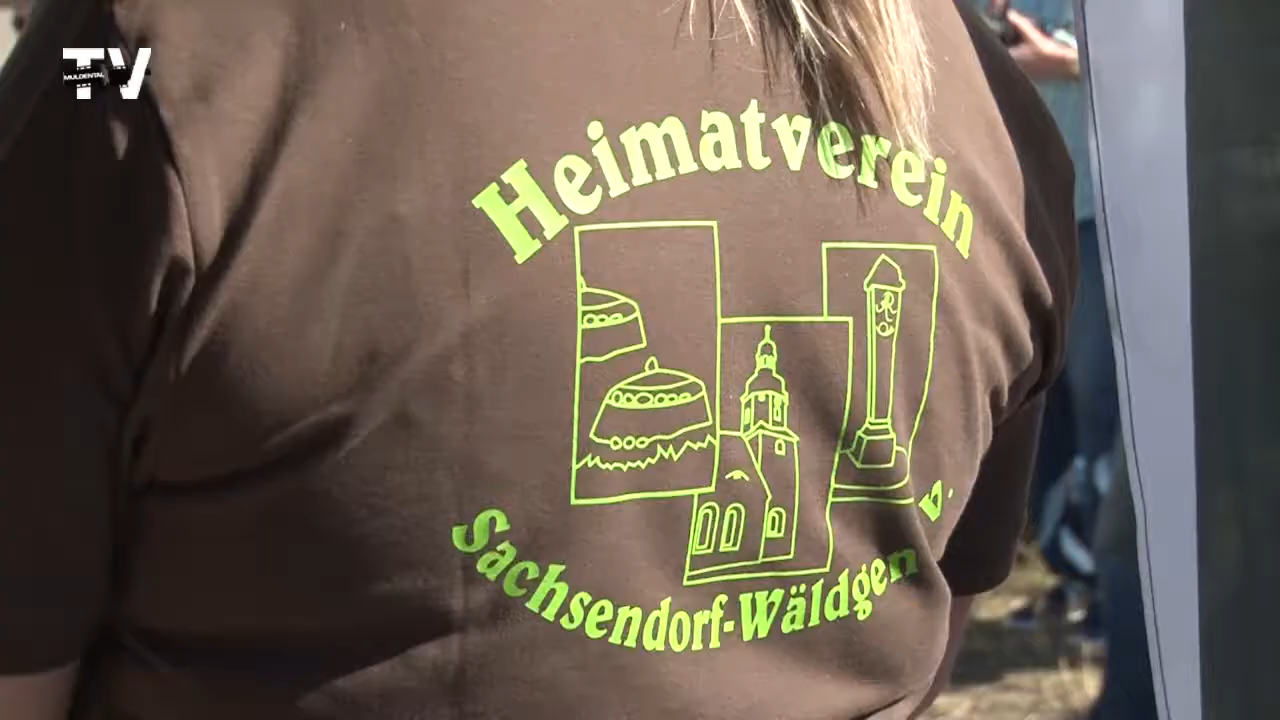 TV
MULDENTAL
Heimatverein
Sachsendorf-Wäldgen
v.